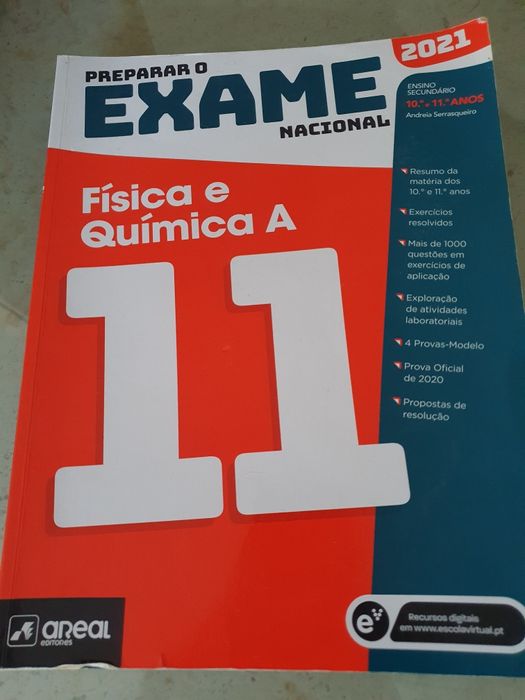 2021
PREPARAR O
EXAME
NACIONAL
ENSINO
SECUNDÁRIO
10.º e 11.º ANOS
Andreia Serrasqueiro
Física e
Química A
11
Resumo da
matéria dos
10.º e 11.º anos
Exercícios
resolvidos
Mais de 1000
questões em
exercícios de
aplicação
Exploração
de atividades
laboratoriais
4 Provas-Modelo
Prova Oficial
de 2020
Propostas de
resolução
areal
EDITORES
e
Recursos digitais
em www.escolavirtual.pt